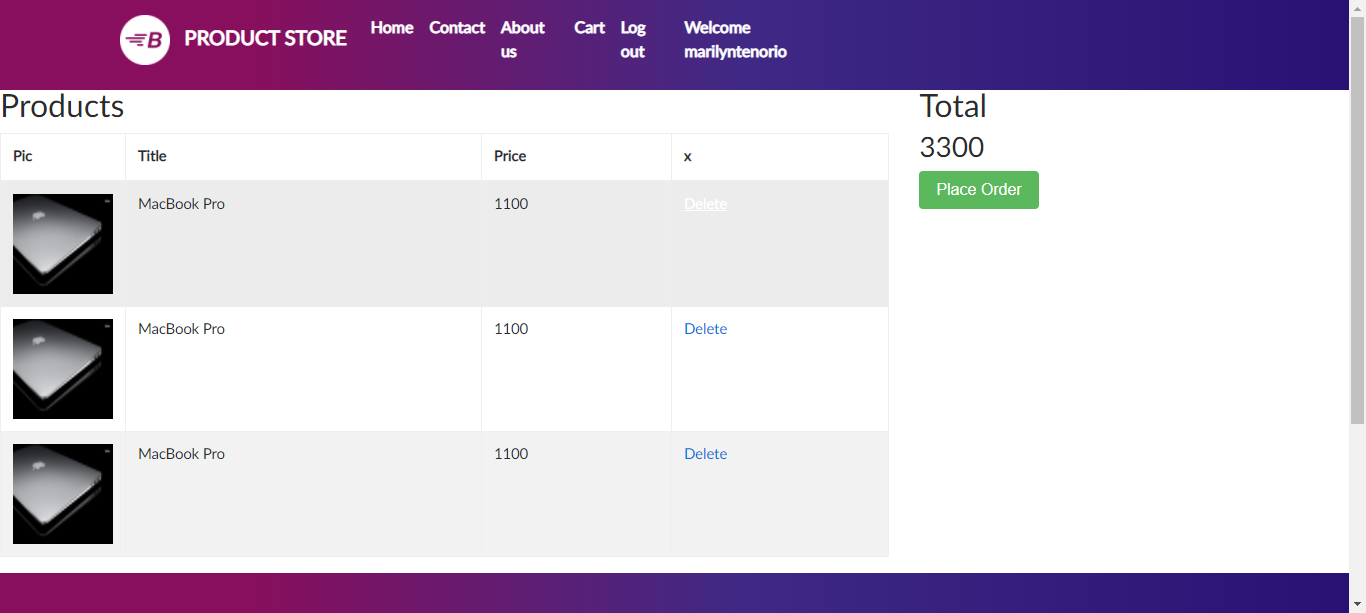 B PRODUCT STORE Home Contact About us Cart Log out Welcome marilyntenorio
Products
Pic Title Price x
MacBook Pro 1100 Delete
MacBook Pro 1100 Delete
MacBook Pro 1100 Delete
Total
3300
Place Order